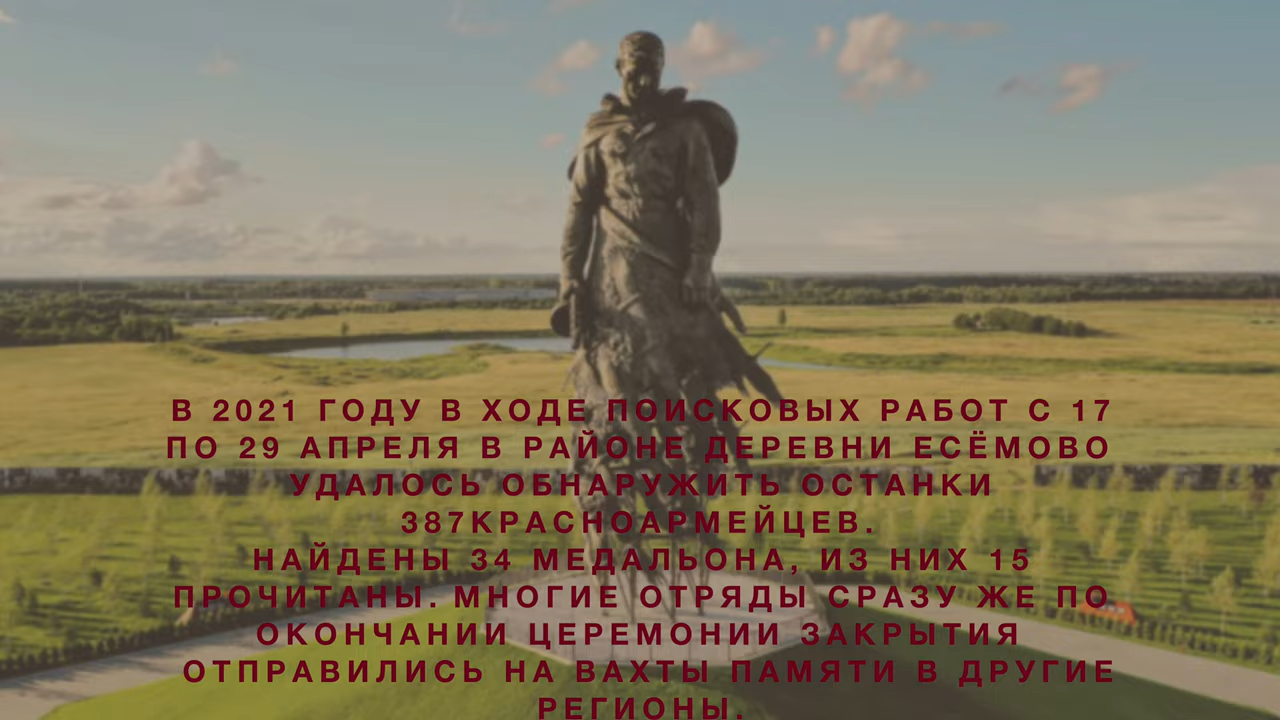 В 2021 ГОДУ В ХОДЕ ПОИСКОВЫХ РАБОТ С 17
ПО 29 АПРЕЛЯ В РАЙОНЕ ДЕРЕВНИ ЕСЁМОВО
УДАЛОСЬ ОБНАРУЖИТЬ ОСТАНКИ
387КРАСНОАРМЕЙЦЕВ.
НАЙДЕНЫ 34 МЕДАЛЬОНА, ИЗ НИХ 15
ПРОЧИТАНЫ. МНОГИЕ ОТРЯДЫ СРАЗУ ЖЕ ПО
ОКОНЧАНИИ ЦЕРЕМОНИИ ЗАКРЫТИЯ
ОТПРАВИЛИСЬ НА ВАХТЫ ПАМЯТИ В ДРУГИЕ
РЕГИОНЫ.